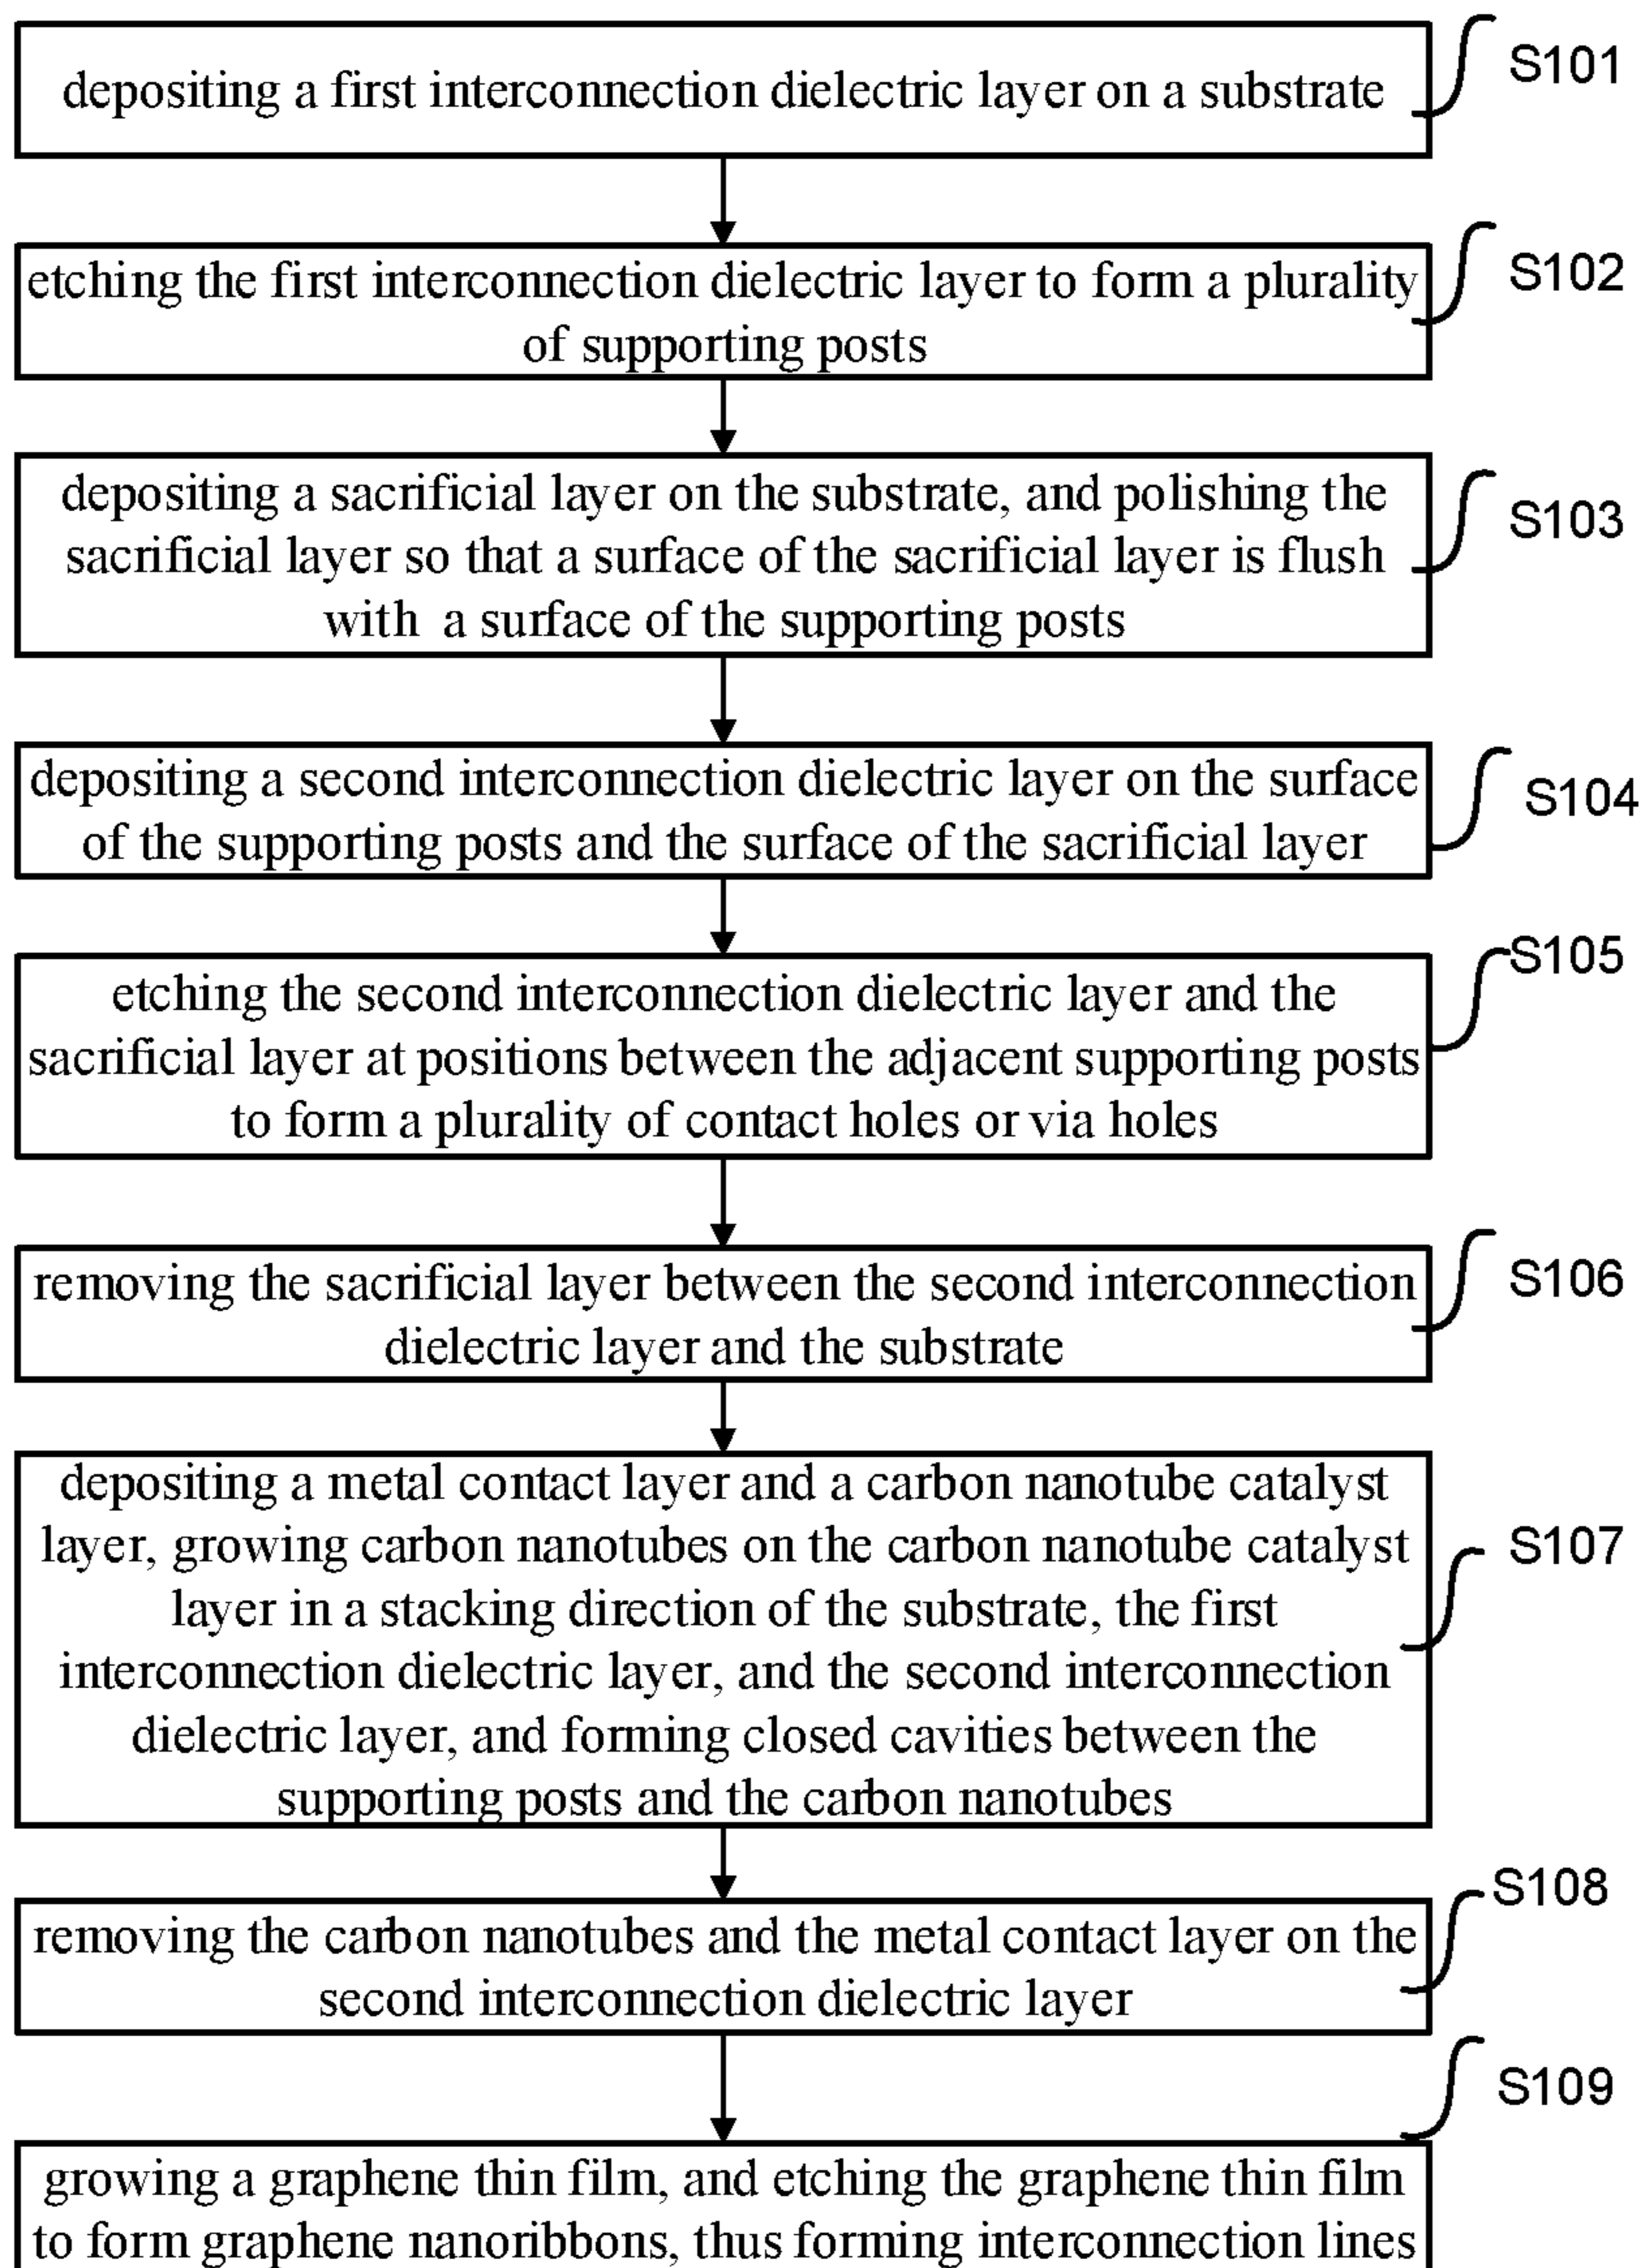 depositing a first interconnection dielectric layer on a substrate
S101
etching the first interconnection dielectric layer to form a plurality
of supporting posts
S102
depositing a sacrificial layer on the substrate, and polishing the
sacrificial layer so that a surface of the sacrificial layer is flush
with a surface of the supporting posts
S103
depositing a second interconnection dielectric layer on the surface
of the supporting posts and the surface of the sacrificial layer
S104
etching the second interconnection dielectric layer and the
sacrificial layer at positions between the adjacent supporting posts
to form a plurality of contact holes or via holes
S105
removing the sacrificial layer between the second interconnection
dielectric layer and the substrate
S106
depositing a metal contact layer and a carbon nanotube catalyst
layer, growing carbon nanotubes on the carbon nanotube catalyst
layer in a stacking direction of the substrate, the first
interconnection dielectric layer, and the second interconnection
dielectric layer, and forming closed cavities between the
supporting posts and the carbon nanotubes
S107
removing the carbon nanotubes and the metal contact layer on the
second interconnection dielectric layer
S108
growing a graphene thin film, and etching the graphene thin film
to form graphene nanoribbons, thus forming interconnection lines
S109